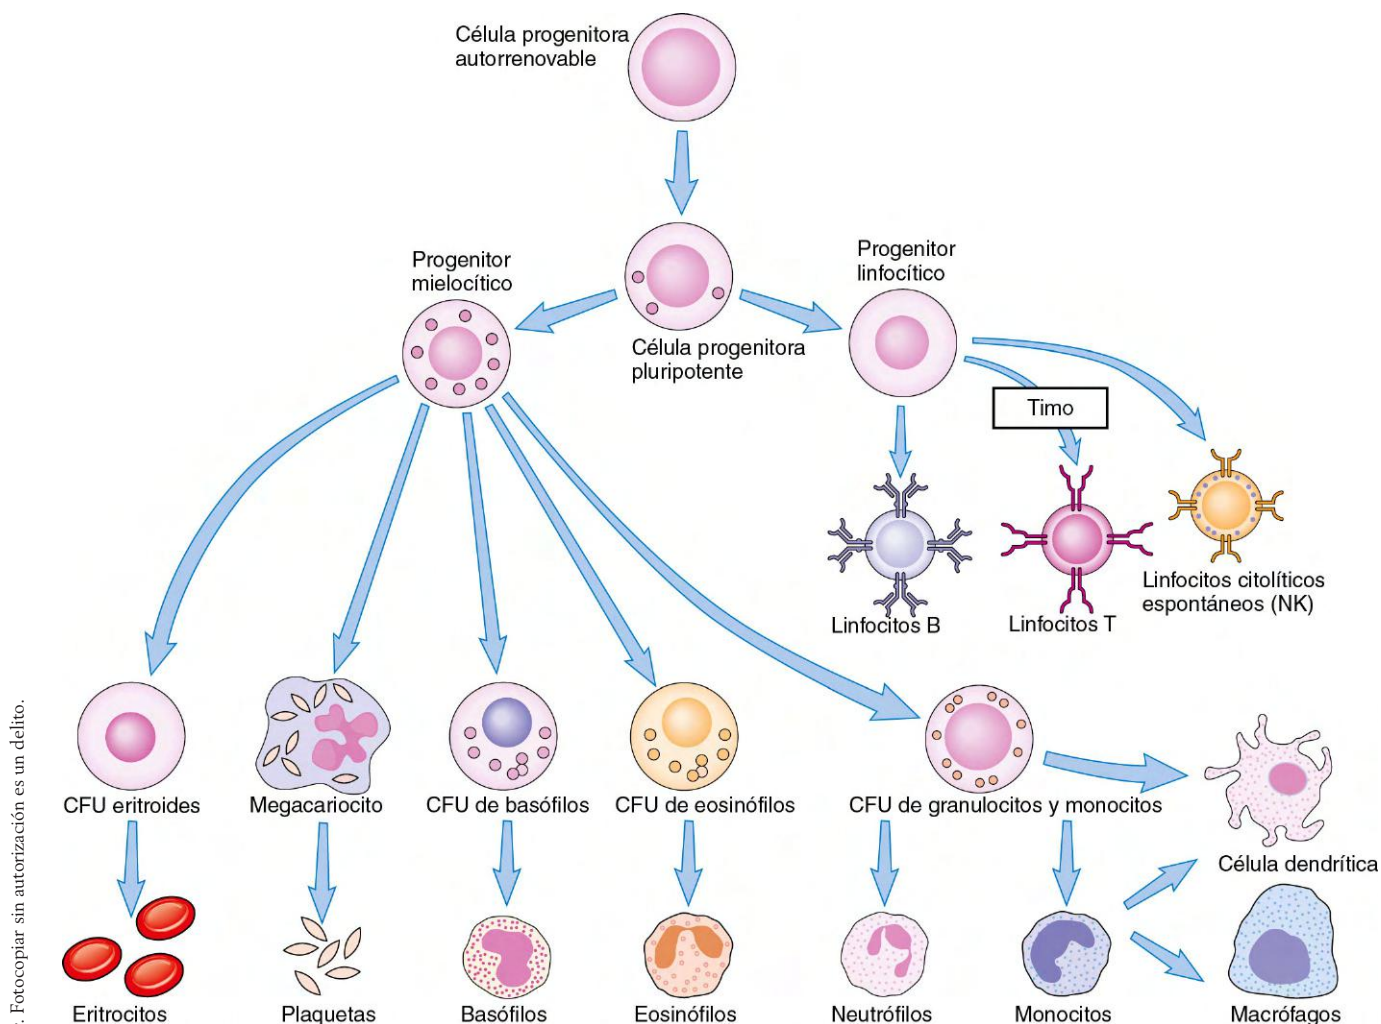 Célula progenitora
autorrenovable
Progenitor
mielocítico
Progenitor
linfocítico
Célula progenitora
pluripotente
Timo
Linfocitos B
Linfocitos T
Linfocitos citolíticos
espontáneos (NK)
CFU eritroides
Megacariocito
CFU de basófilos
CFU de eosinófilos
CFU de granulocitos y monocitos
Célula dendrítica
Eritrocitos
Plaquetas
Basófilos
Eosinófilos
Neutrófilos
Monocitos
Macrófagos
. Fotocopiar sin autorización es un delito.